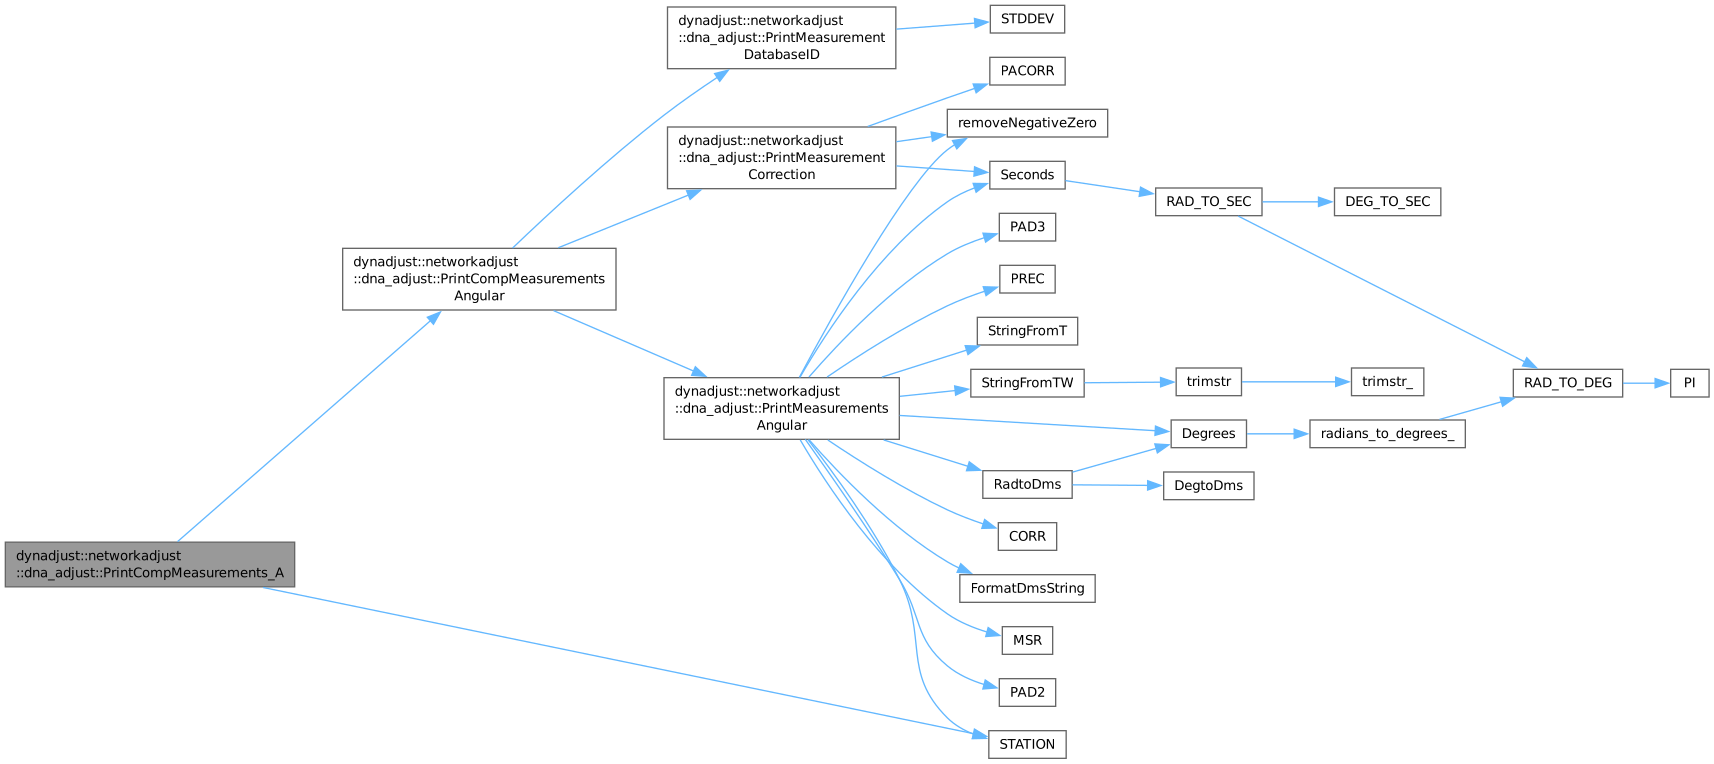 dynadjust::networkadjust
::dna_adjust::PrintCompMeasurements_A
dynadjust::networkadjust
::dna_adjust::PrintCompMeasurements
Angular
dynadjust::networkadjust
::dna_adjust::PrintMeasurement
DatabaseID
dynadjust::networkadjust
::dna_adjust::PrintMeasurement
Correction
dynadjust::networkadjust
::dna_adjust::PrintMeasurements
Angular
STDDEV
PACORR
removeNegativeZero
Seconds
PAD3
PREC
StringFromT
StringFromTW
RadtoDms
CORR
FormatDmsString
MSR
PAD2
STATION
RAD_TO_SEC
trimstr
Degrees
DegtoDms
DEG_TO_SEC
trimstr_
radians_to_degrees_
RAD_TO_DEG
PI